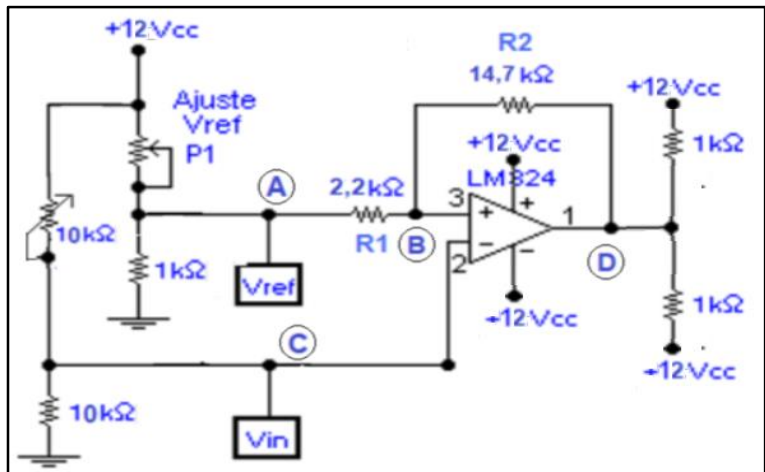 +12Vcc
Ajuste
Vref
P1
10kΩ
1kΩ
A
Vref
2,2kΩ
R1
B
R2
14,7 kΩ
+12Vcc
LM324
3
+
+
1
−
2
−
-12Vcc
D
+12Vcc
1kΩ
1kΩ
-12Vcc
C
10kΩ
Vin